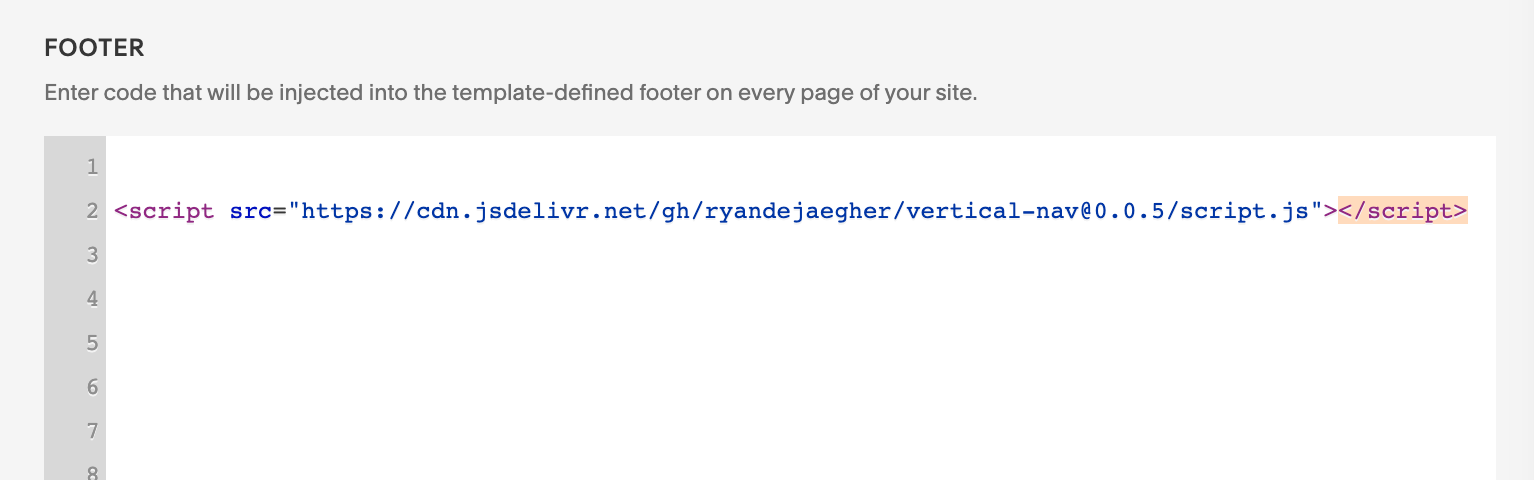 FOOTER
Enter code that will be injected into the template-defined footer on every page of your site.
1
2 <script src="https://cdn.jsdelivr.net/gh/ryandejaegher/vertical-nav@0.0.5/script.js"></script>
3
4
5
6
7
8